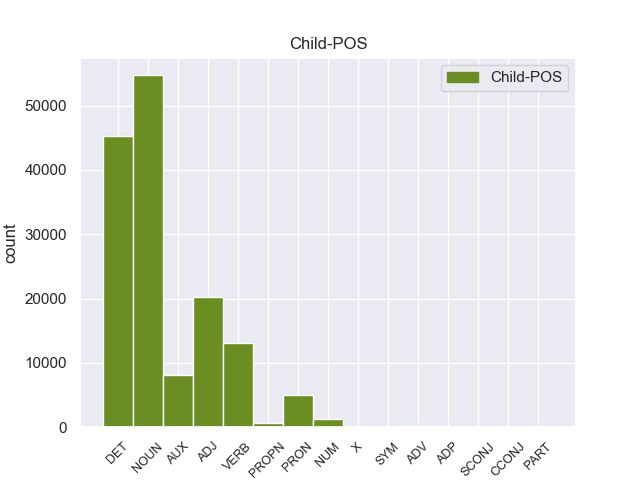 Child-POS
Child-POS
50000
40000
30000
20000
10000
0
count
DET NOUN AUX ADJ VERB PROPN PRON NUM X SYM ADV ADP SCONJ CCONJ PART